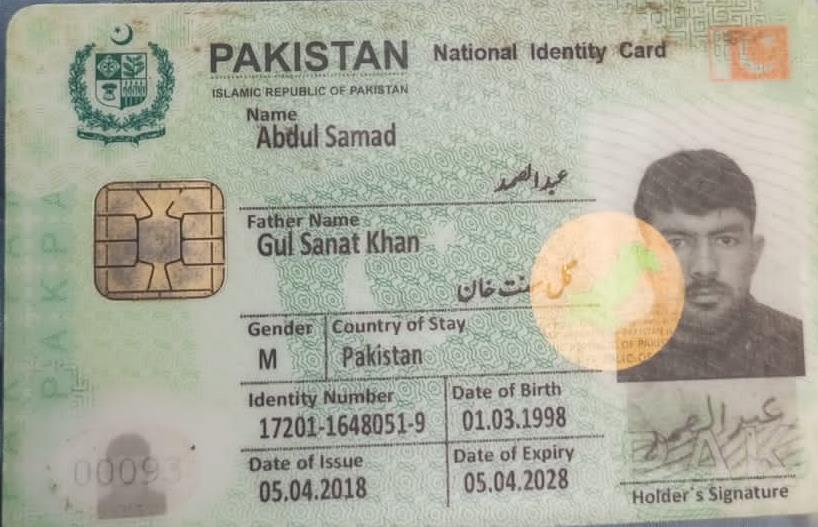 PAKISTAN National Identity Card
ISLAMIC REPUBLIC OF PAKISTAN
Name
Abdul Samad
عبدالصمد
Father Name
Gul Sanat Khan
گل سنت خان
Gender Country of Stay
M Pakistan
Identity Number Date of Birth
17201-1648051-9 01.03.1998
Date of Issue Date of Expiry
05.04.2018 05.04.2028
00093
عبدالصمد
Holder's Signature